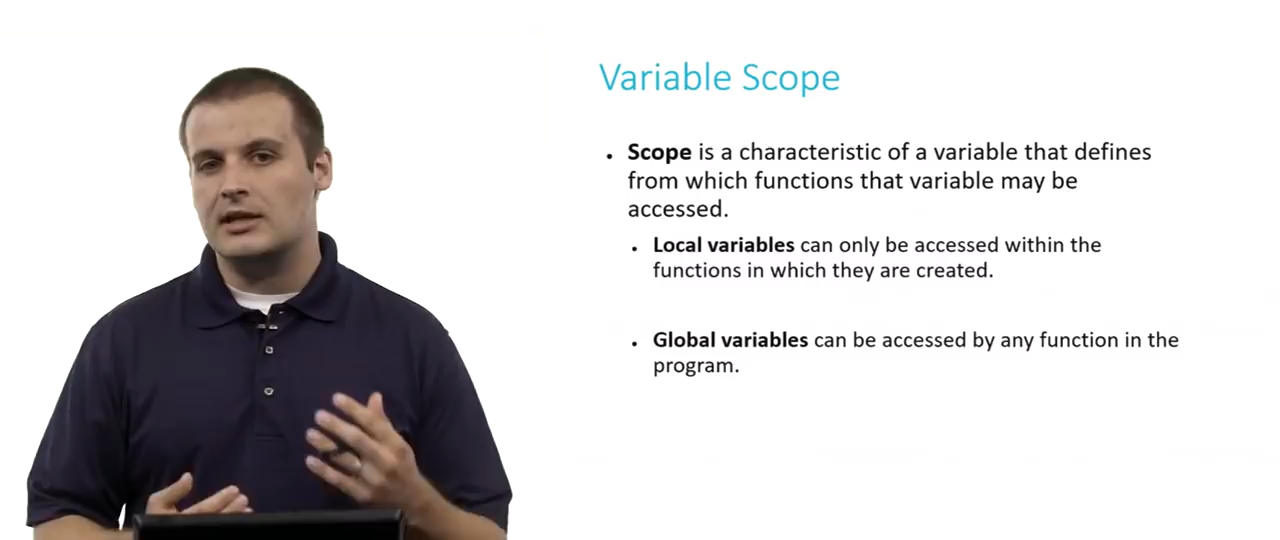 Variable Scope
• Scope is a characteristic of a variable that defines
from which functions that variable may be
accessed.
• Local variables can only be accessed within the
functions in which they are created.
• Global variables can be accessed by any function in the
program.